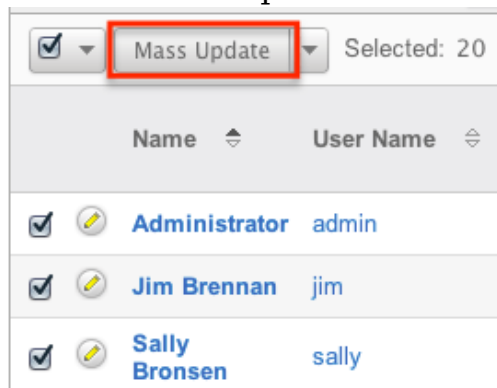 Mass Update Selected: 20
Name User Name
Administrator admin
Jim Brennan jim
Sally
Bronsen sally